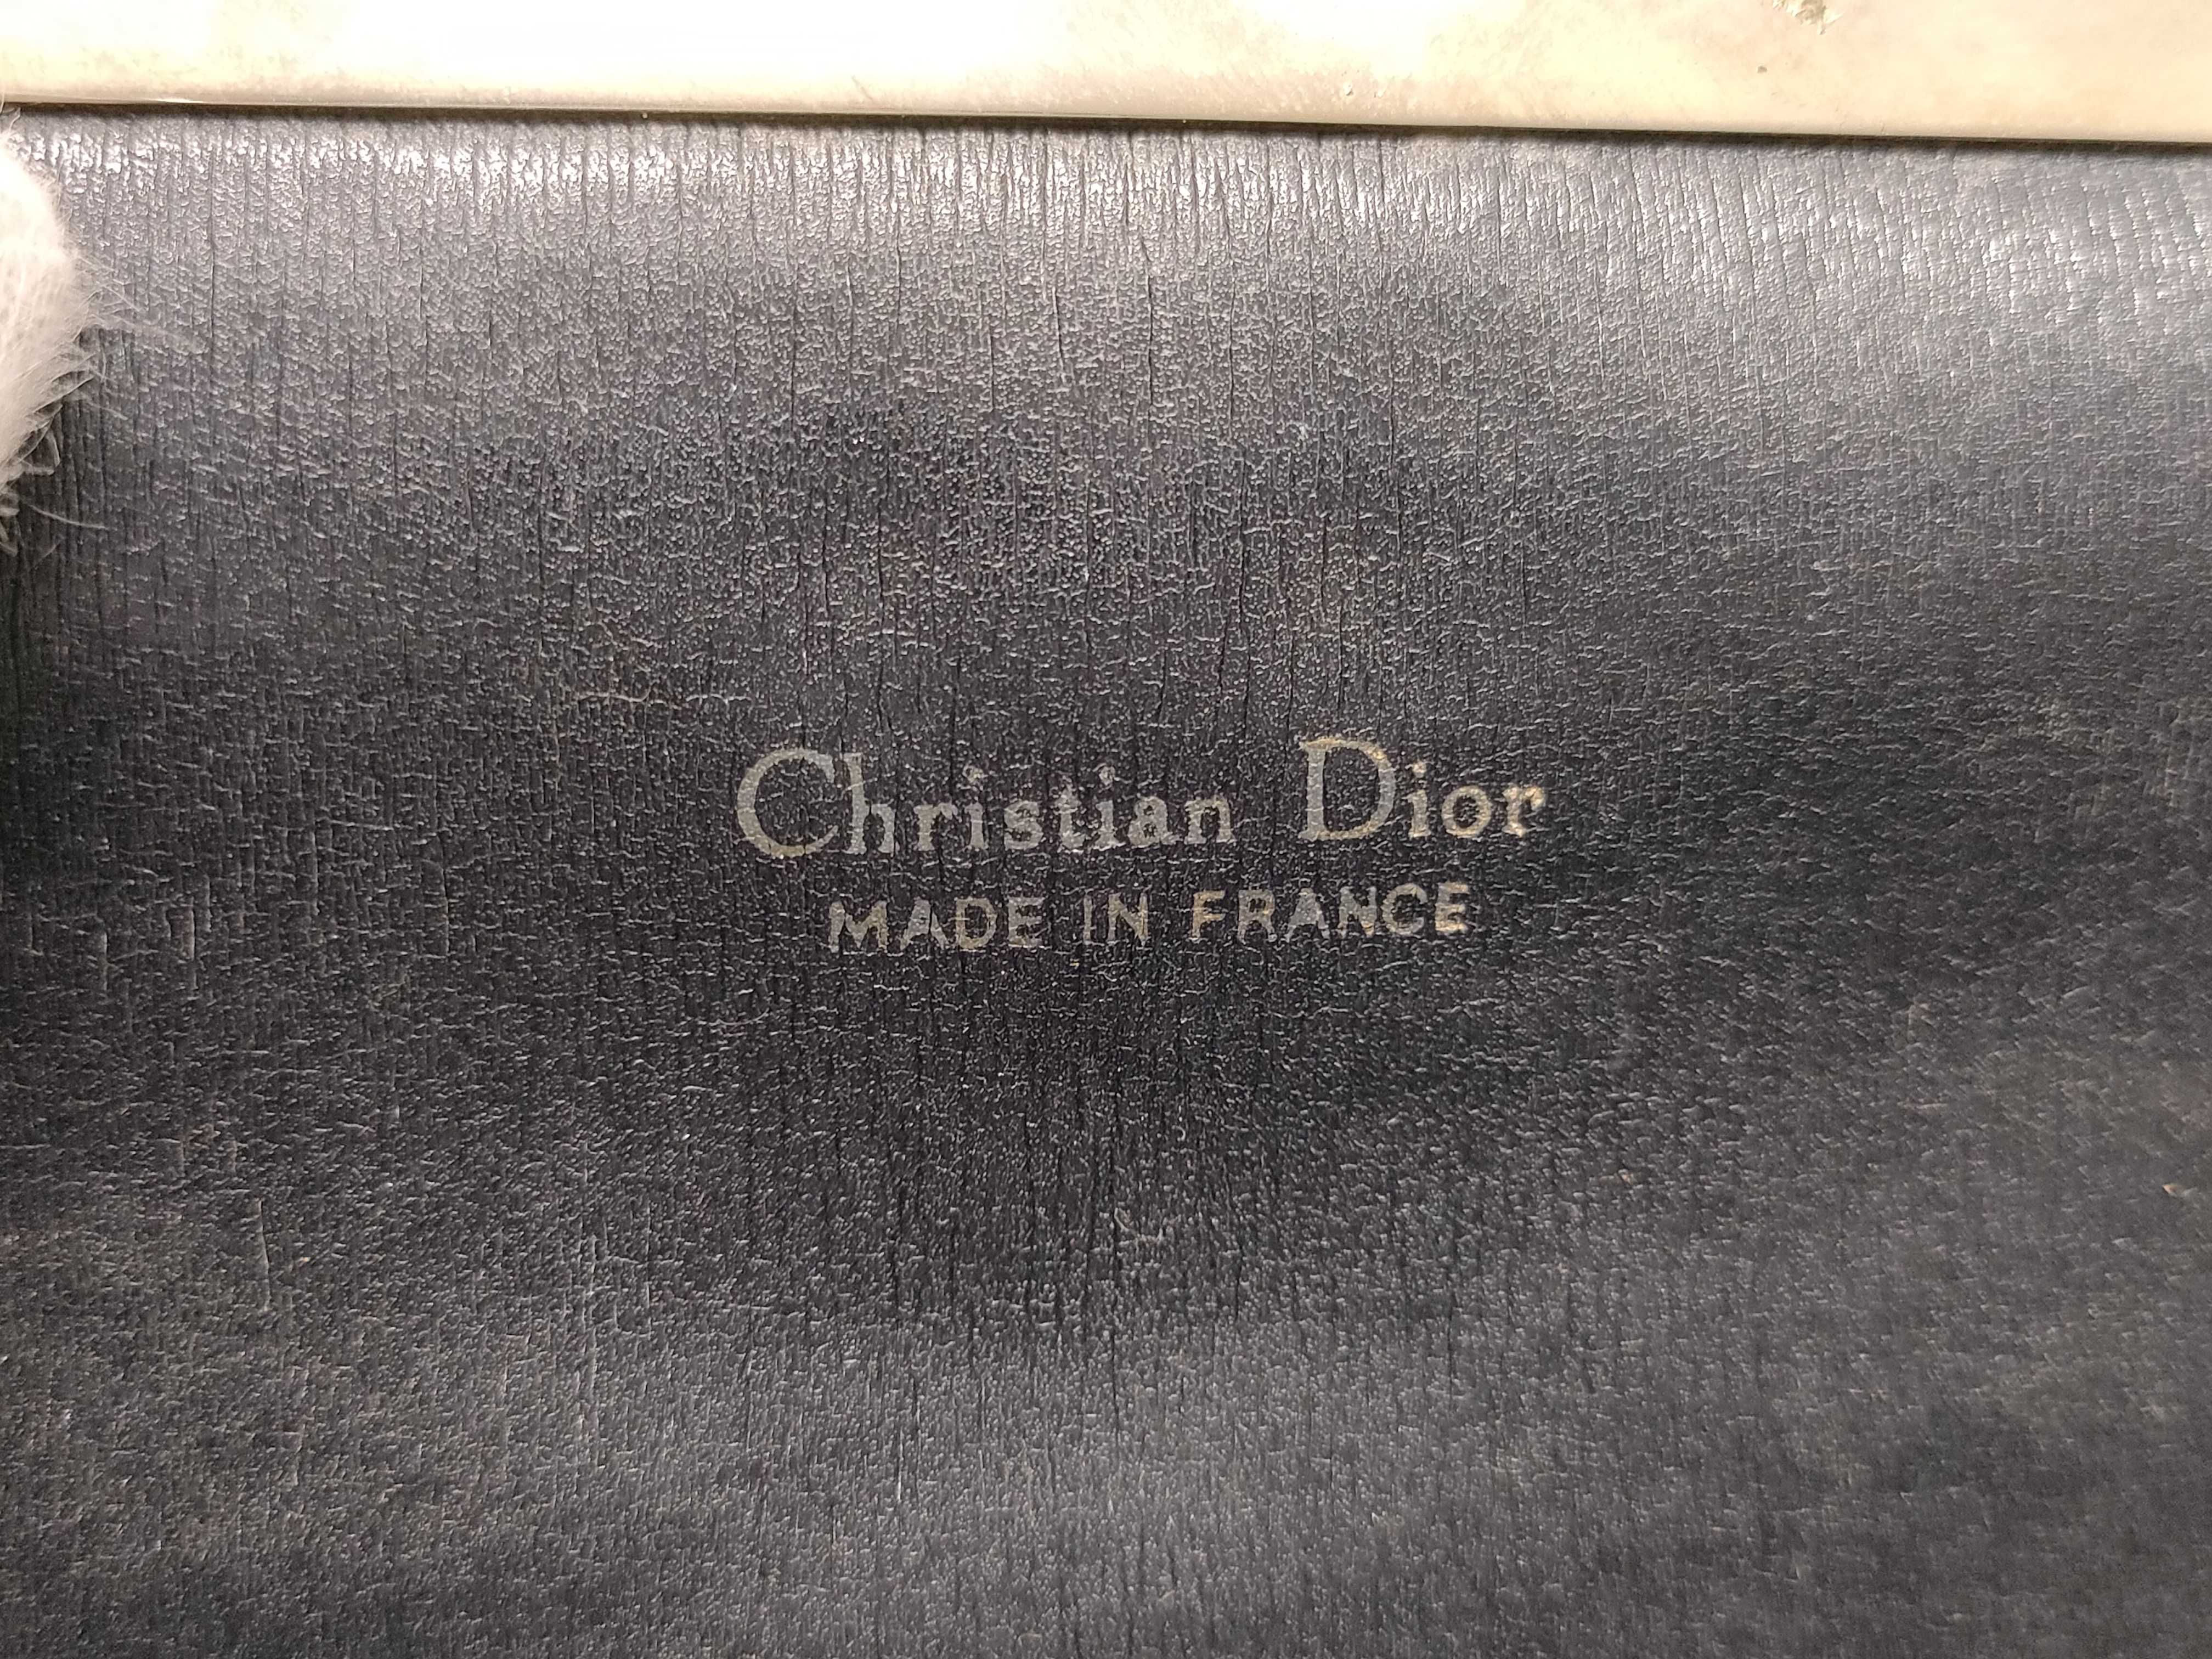 Christian Dior
MADE IN FRANCE